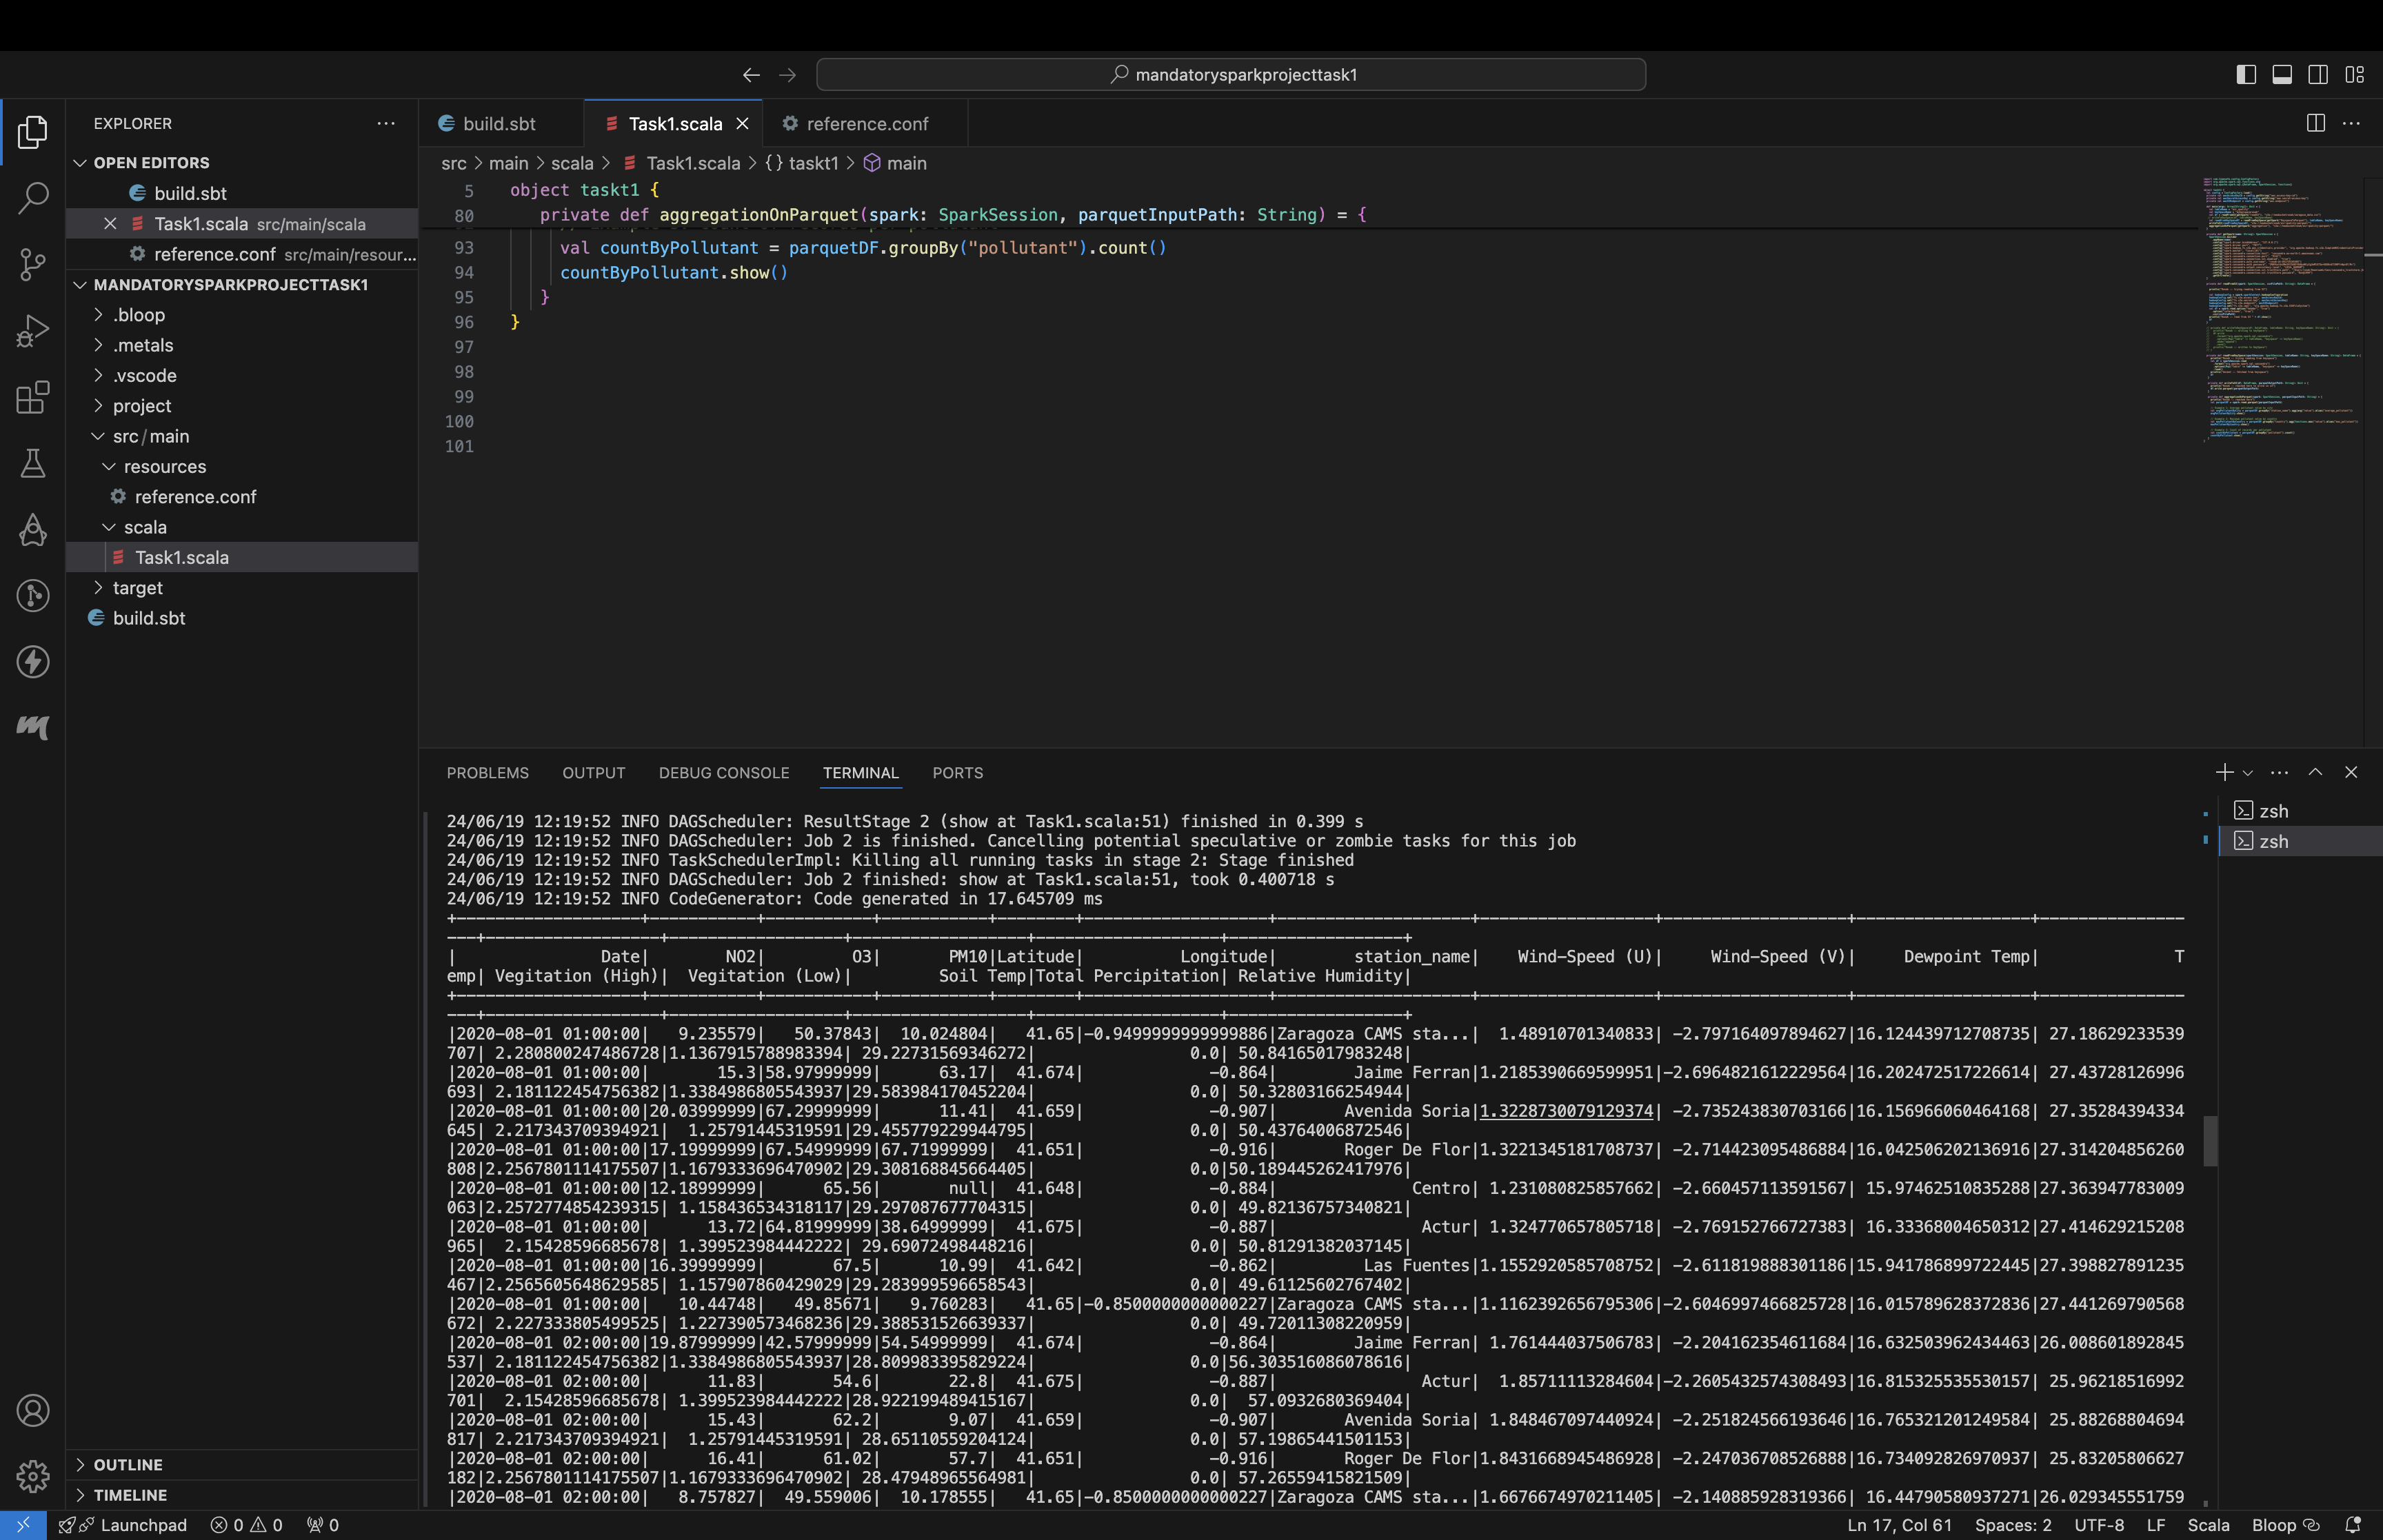 mandatorysparkprojecttask1
EXPLORER
OPEN EDITORS
build.sbt
Task1.scala src/main/scala
reference.conf src/main/resour...
MANDATORYSPARKPROJECTTASK1
.bloop
.metals
.vscode
project
src/main
resources
reference.conf
scala
Task1.scala
target
build.sbt
OUTLINE
TIMELINE
build.sbt
Task1.scala
reference.conf
src > main > scala > Task1.scala > {} taskt1 > main
5 object taskt1 {
80 private def aggregationOnParquet(spark: SparkSession, parquetInputPath: String) = {
93 val countByPollutant = parquetDF.groupBy("pollutant").count()
94 countByPollutant.show()
95 }
96 }
97
98
99
100
101
PROBLEMS OUTPUT DEBUG CONSOLE TERMINAL PORTS
zsh
zsh
24/06/19 12:19:52 INFO DAGScheduler: ResultStage 2 (show at Task1.scala:51) finished in 0.399 s
24/06/19 12:19:52 INFO DAGScheduler: Job 2 is finished. Cancelling potential speculative or zombie tasks for this job
24/06/19 12:19:52 INFO TaskSchedulerImpl: Killing all running tasks in stage 2: Stage finished
24/06/19 12:19:52 INFO DAGScheduler: Job 2 finished: show at Task1.scala:51, took 0.400718 s
24/06/19 12:19:52 INFO CodeGenerator: Code generated in 17.645709 ms
| Date| NO2| O3| PM10|Latitude| Longitude| station_name| Wind-Speed (U)| Wind-Speed (V)| Dewpoint Temp| T
emp| Vegitation (High)| Vegitation (Low)| Soil Temp|Total Percipitation| Relative Humidity|
|2020-08-01 01:00:00| 9.235579| 50.37843| 10.024804| 41.65|-0.9499999999999886|Zaragoza CAMS sta...| 1.48910701340833| -2.797164097894627|16.124439712708735| 27.18629233539
707| 2.280800247486728|1.1367915788983394| 29.22731569346272| 0.0| 50.84165017983248|
|2020-08-01 01:00:00| 15.3|58.97999999| 63.17| 41.674| -0.864| Jaime Ferran|1.2185390669599951|-2.6964821612229564|16.202472517226614| 27.43728126996
693| 2.181122454756382|1.3384986805543937|29.583984170452204| 0.0| 50.32803166254944|
|2020-08-01 01:00:00|20.03999999|67.29999999| 11.41| 41.659| -0.907| Avenida Soria|1.3228730079129374| -2.735243830703166|16.156966060464168| 27.35284394334
645| 2.217343709394921| 1.25791445319591|29.455779229944795| 0.0| 50.43764006872546|
|2020-08-01 01:00:00|17.19999999|67.54999999|67.71999999| 41.651| -0.916| Roger De Flor|1.3221345181708737| -2.714423095486884|16.042506202136916|27.314204856260
808|2.2567801114175507|1.1679333696470902|29.308168845664405| 0.0|50.189445262417976|
|2020-08-01 01:00:00|12.18999999| 65.56| null| 41.648| -0.884| Centro| 1.231080825857662| -2.660457113591567| 15.97462510835288|27.363947783009
063|2.2572774854239315| 1.158436534318117|29.297087677704315| 0.0| 49.82136757340821|
|2020-08-01 01:00:00| 13.72|64.81999999|38.64999999| 41.675| -0.887| Actur| 1.324770657805718| -2.769152766727383| 16.33368004650312|27.414629215208
965| 2.15428596685678| 1.399523984442222| 29.69072498448216| 0.0| 50.81291382037145|
|2020-08-01 01:00:00|16.39999999| 67.5| 10.99| 41.642| -0.862| Las Fuentes|1.1552920585708752| -2.611819888301186|15.941786899722445|27.398827891235
467|2.2565605648629585| 1.157907860429029|29.283999596658543| 0.0| 49.61125602767402|
|2020-08-01 01:00:00| 10.44748| 49.85671| 9.760283| 41.65|-0.8500000000000227|Zaragoza CAMS sta...|1.1162392656795306|-2.6046997466825728|16.015789628372836|27.441269790568
672| 2.227333805499525| 1.227390573468236|29.388531526639337| 0.0| 49.72011308220959|
|2020-08-01 02:00:00|19.87999999|42.57999999|54.54999999| 41.674| -0.864| Jaime Ferran| 1.761444037506783| -2.204162354611684|16.632503962434463|26.008601892845
537| 2.181122454756382|1.3384986805543937|28.809983395829224| 0.0|56.303516086078616|
|2020-08-01 02:00:00| 11.83| 54.6| 22.8| 41.675| -0.887| Actur| 1.85711113284604|-2.2605432574308493|16.815325535530157| 25.96218516992
701| 2.15428596685678| 1.399523984442222|28.922199489415167| 0.0| 57.0932680369404|
|2020-08-01 02:00:00| 15.43| 62.2| 9.07| 41.659| -0.907| Avenida Soria| 1.848467097440924| -2.251824566193646|16.765321201249584| 25.88268804694
817| 2.217343709394921| 1.25791445319591| 28.65110559204124| 0.0| 57.19865441501153|
|2020-08-01 02:00:00| 16.41| 61.02| 57.7| 41.651| -0.916| Roger De Flor|1.8431668945486928| -2.247036708526888|16.734092826970937| 25.83205806627
182|2.2567801114175507|1.1679333696470902| 28.47948965564981| 0.0| 57.26559415821509|
|2020-08-01 02:00:00| 8.757827| 49.559006| 10.178555| 41.65|-0.8500000000000227|Zaragoza CAMS sta...|1.6676674970211405| -2.140885928319366| 16.44790580937271|26.029345551759
Launchpad 0 0 0
Ln 17, Col 61 Spaces: 2 UTF-8 LF Scala Bloop